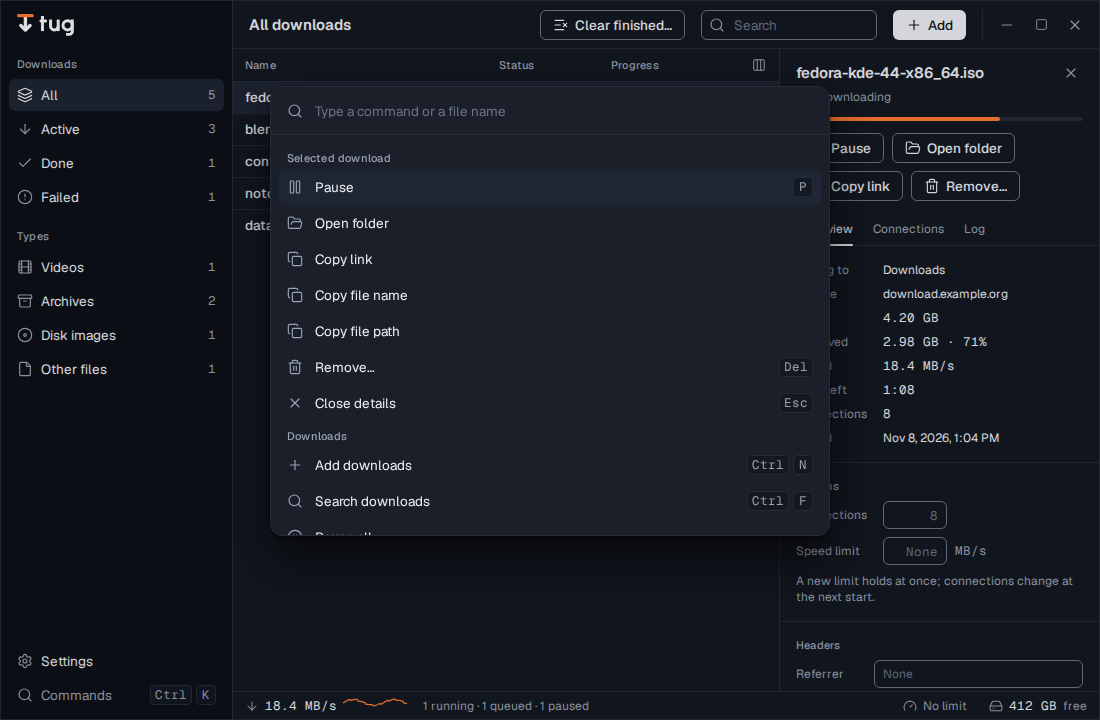 tug
Downloads
All 5
Active 3
Done 1
Failed 1
Types
Videos 1
Archives 2
Disk images 1
Other files 1
Settings
Commands Ctrl K
All downloads
Clear finished…
Search
Add
Name Status Progress
Type a command or a file name
Selected download
Pause P
Open folder
Copy link
Copy file name
Copy file path
Remove… Del
Close details Esc
Downloads
Add downloads Ctrl N
Search downloads Ctrl F
fedora-kde-44-x86_64.iso
Pause
Open folder
Copy link
Remove…
Connections
Log
Downloads
download.example.org
4.20 GB
2.98 GB · 71%
18.4 MB/s
1:08
8
Nov 8, 2026, 1:04 PM
8
Speed limit None MB/s
A new limit holds at once; connections change at
the next start.
Headers
Referrer None
18.4 MB/s
1 running · 1 queued · 1 paused
No limit
412 GB free